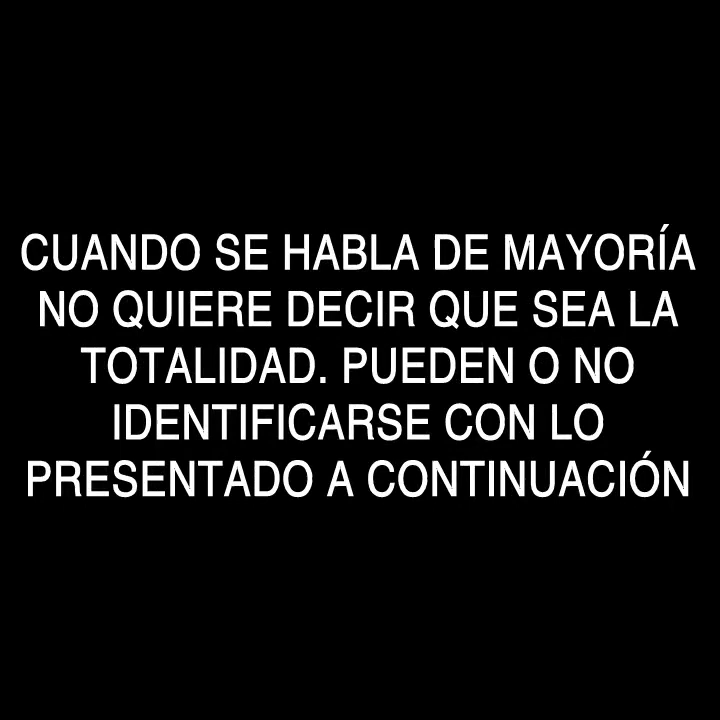 CUANDO SE HABLA DE MAYORÍA
NO QUIERE DECIR QUE SEA LA
TOTALIDAD. PUEDEN O NO
IDENTIFICARSE CON LO
PRESENTADO A CONTINUACIÓN